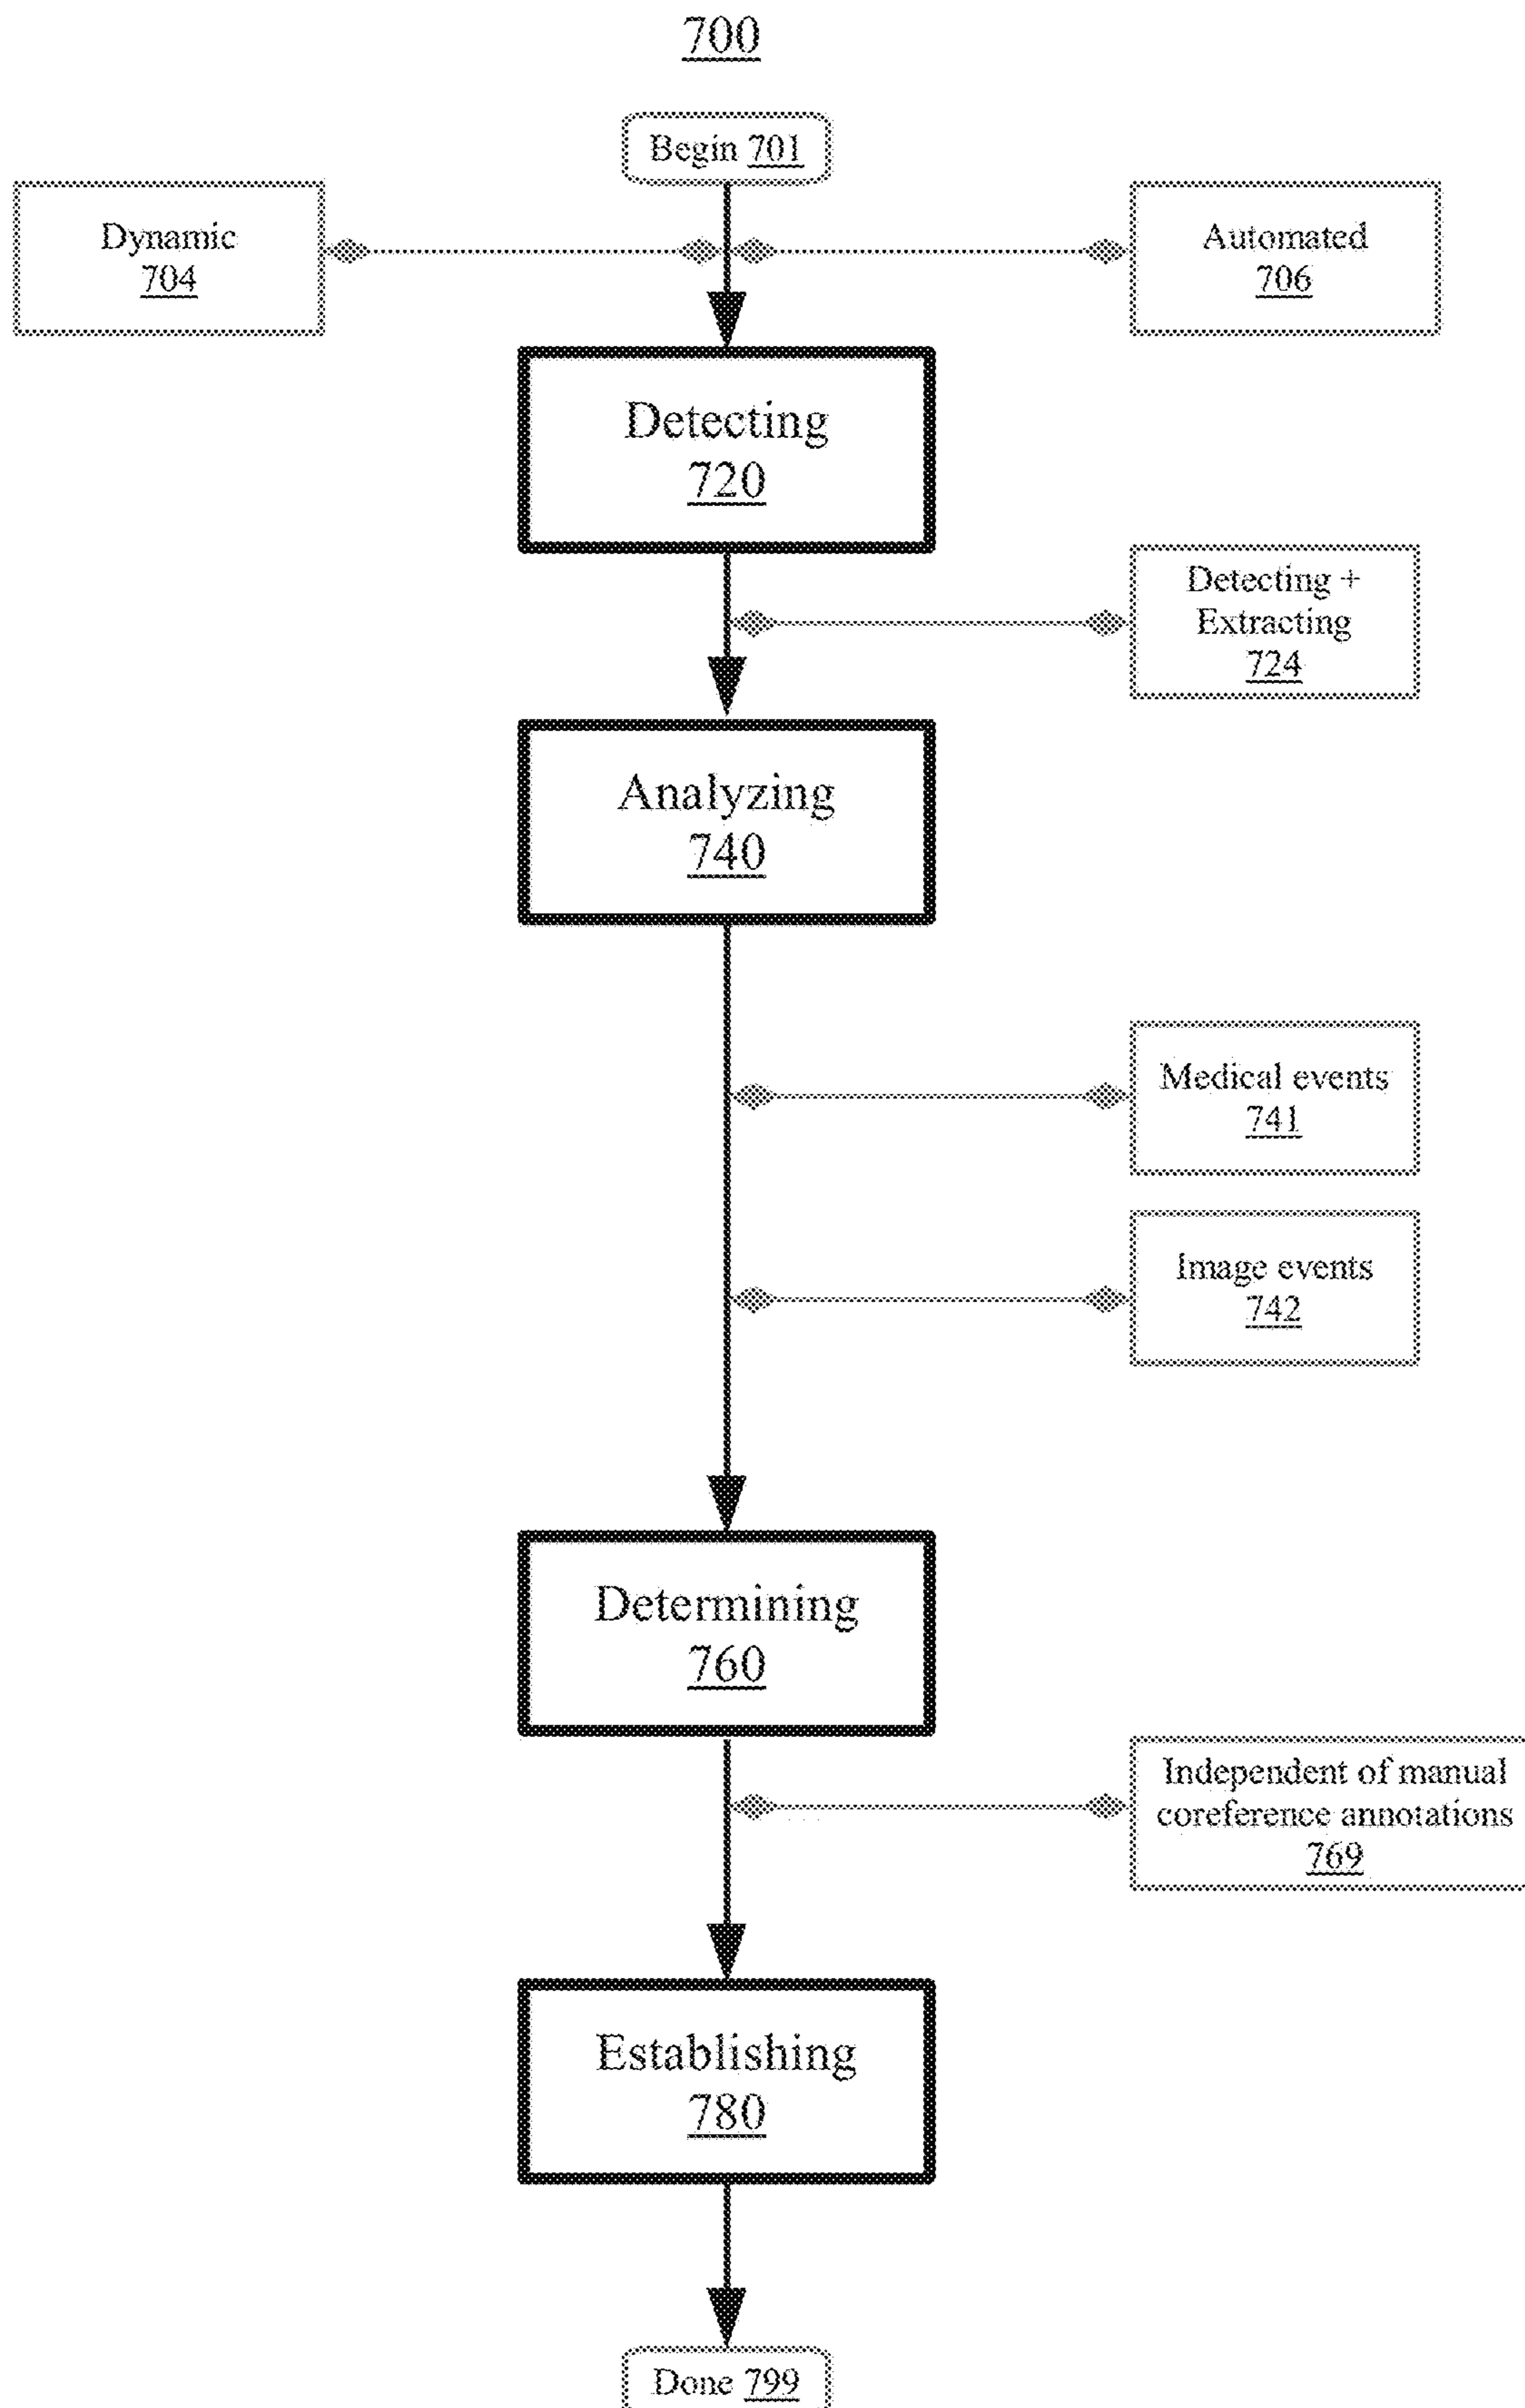 700
Begin 701
Dynamic
704
Automated
706
Detecting
720
Detecting +
Extracting
724
Analyzing
740
Medical events
741
Image events
742
Determining
760
Independent of manual
coreference annotations
769
Establishing
780
Done 799